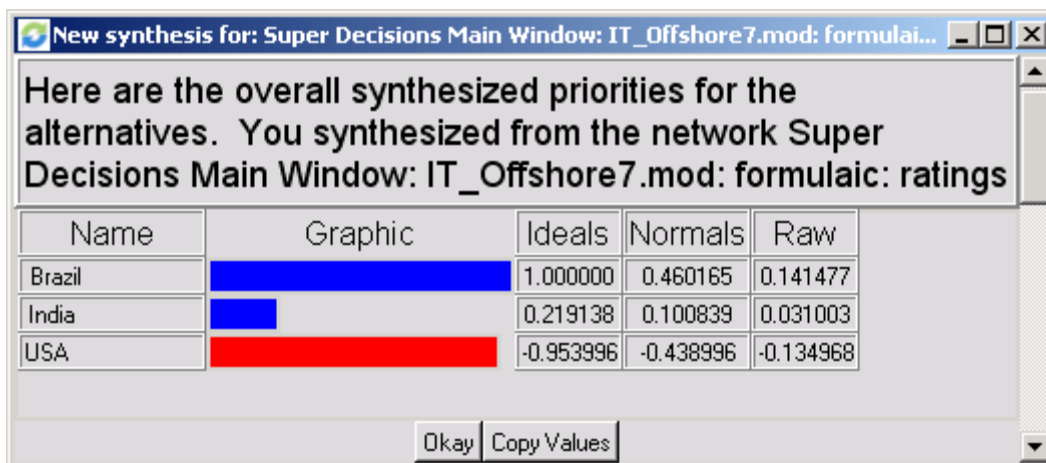 New synthesis for: Super Decisions Main Window: IT_Offshore7.mod: formulai...
Here are the overall synthesized priorities for the
alternatives. You synthesized from the network Super
Decisions Main Window: IT_Offshore7.mod: formulaic: ratings
Name Graphic Ideals Normals Raw
Brazil 1.000000 0.460165 0.141477
India 0.219138 0.100839 0.031003
USA -0.953996 -0.438996 -0.134968
Okay Copy Values